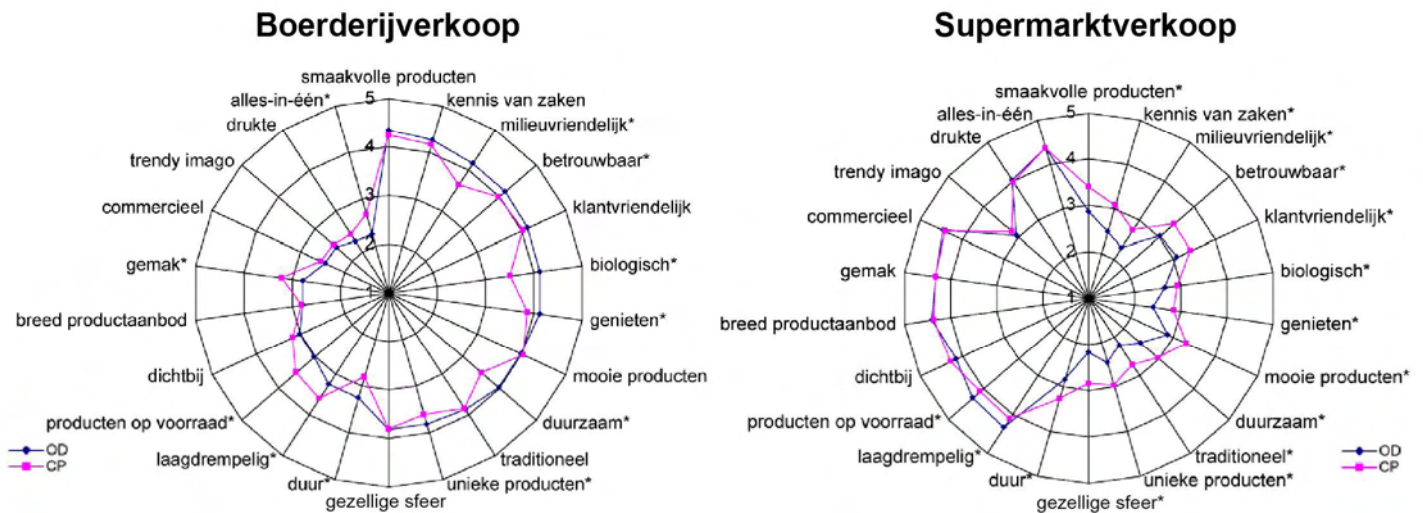 Boerderijverkoop
smaakvolle producten
kennis van zaken
milieuvriendelijk*
betrouwbaar*
klantvriendelijk
biologisch*
genieten*
mooie producten
duurzaam*
traditioneel
unieke producten*
gezellige sfeer
duur*
laagdrempelig*
producten op voorraad*
dichtbij
breed productaanbod
gemak*
commercieel
trendy imago
drukte
alles-in-één*
5
4
3
2
1
OD
CP
Supermarktverkoop
smaakvolle producten*
kennis van zaken*
milieuvriendelijk*
betrouwbaar*
klantvriendelijk*
biologisch*
genieten*
mooie producten*
duurzaam*
traditioneel*
unieke producten*
gezellige sfeer*
duur*
laagdrempelig*
producten op voorraad*
dichtbij
breed productaanbod
gemak
commercieel
trendy imago
drukte
alles-in-één
5
4
3
2
1
OD
CP